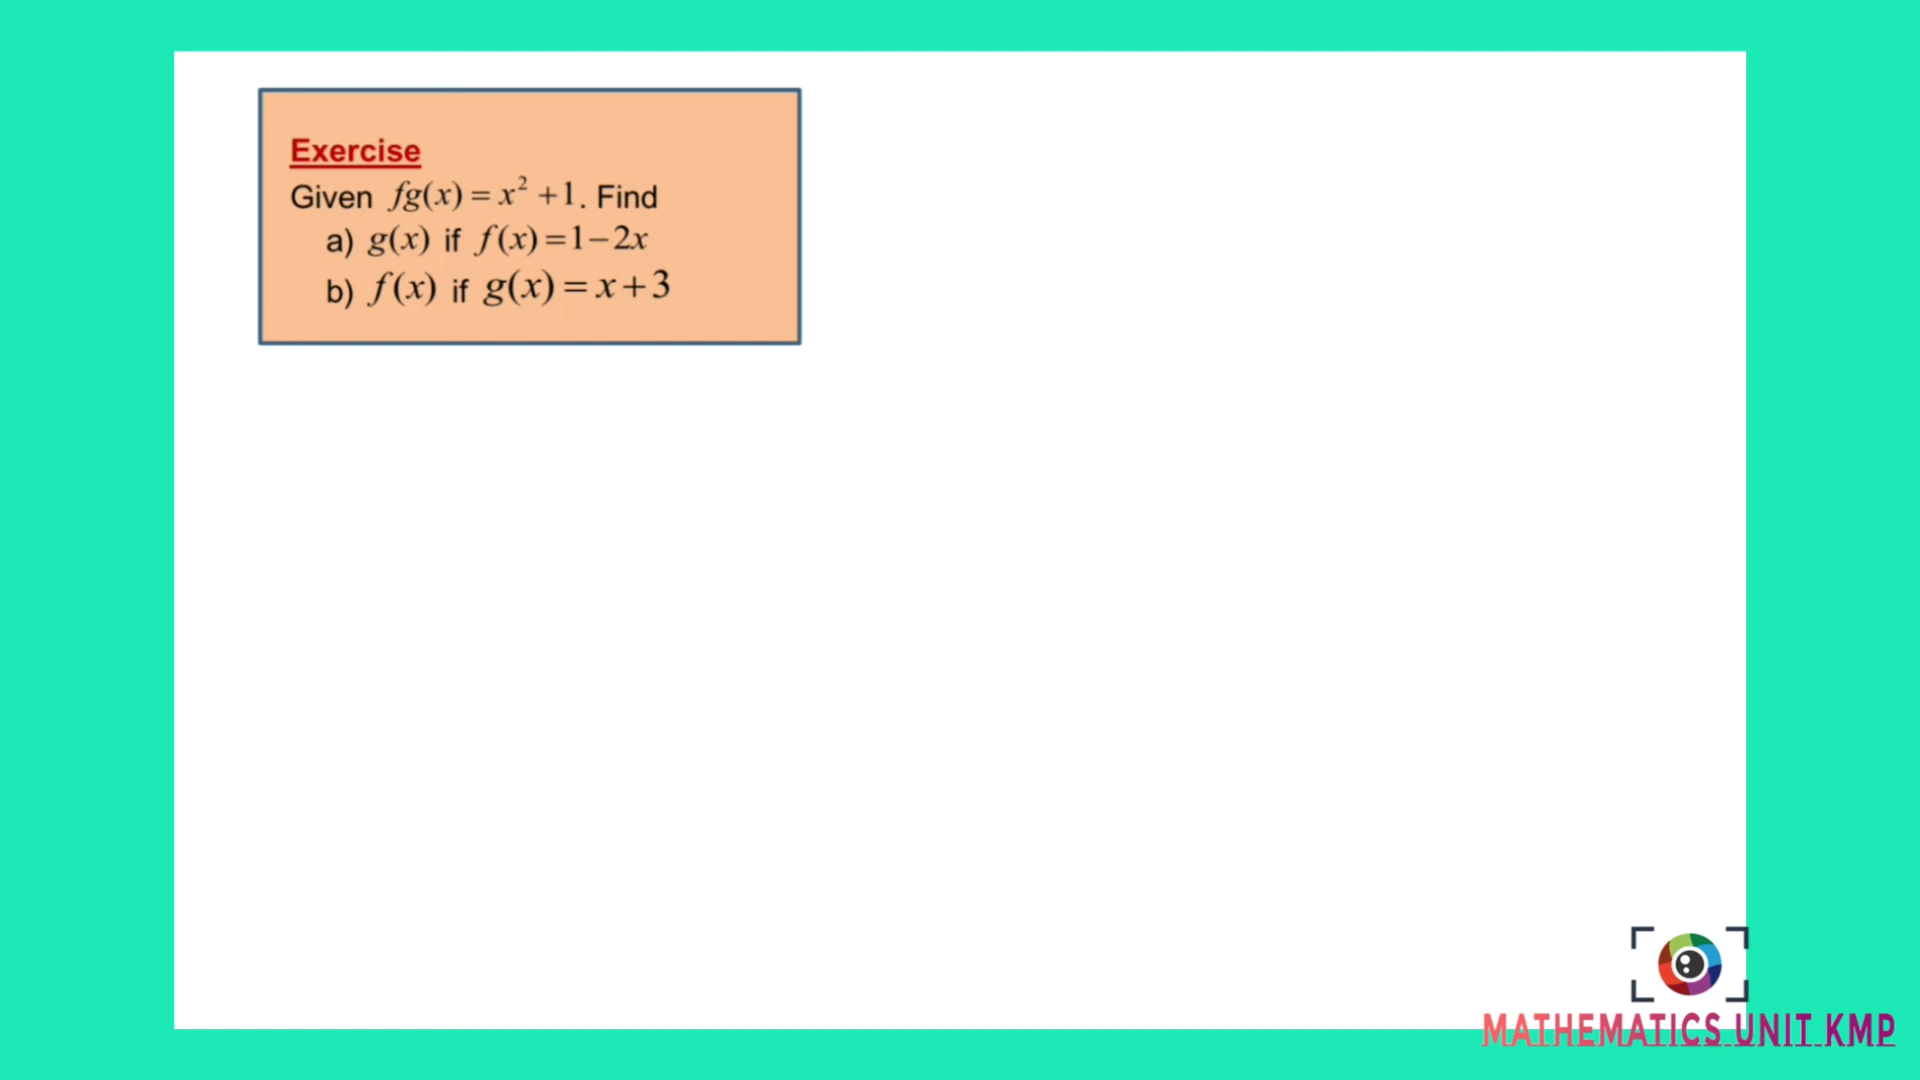 Exercise
Given fg(x) = x² + 1. Find
a) g(x) if f(x) = 1 − 2x
b) f(x) if g(x) = x + 3
MATHEMATICS UNIT KMP